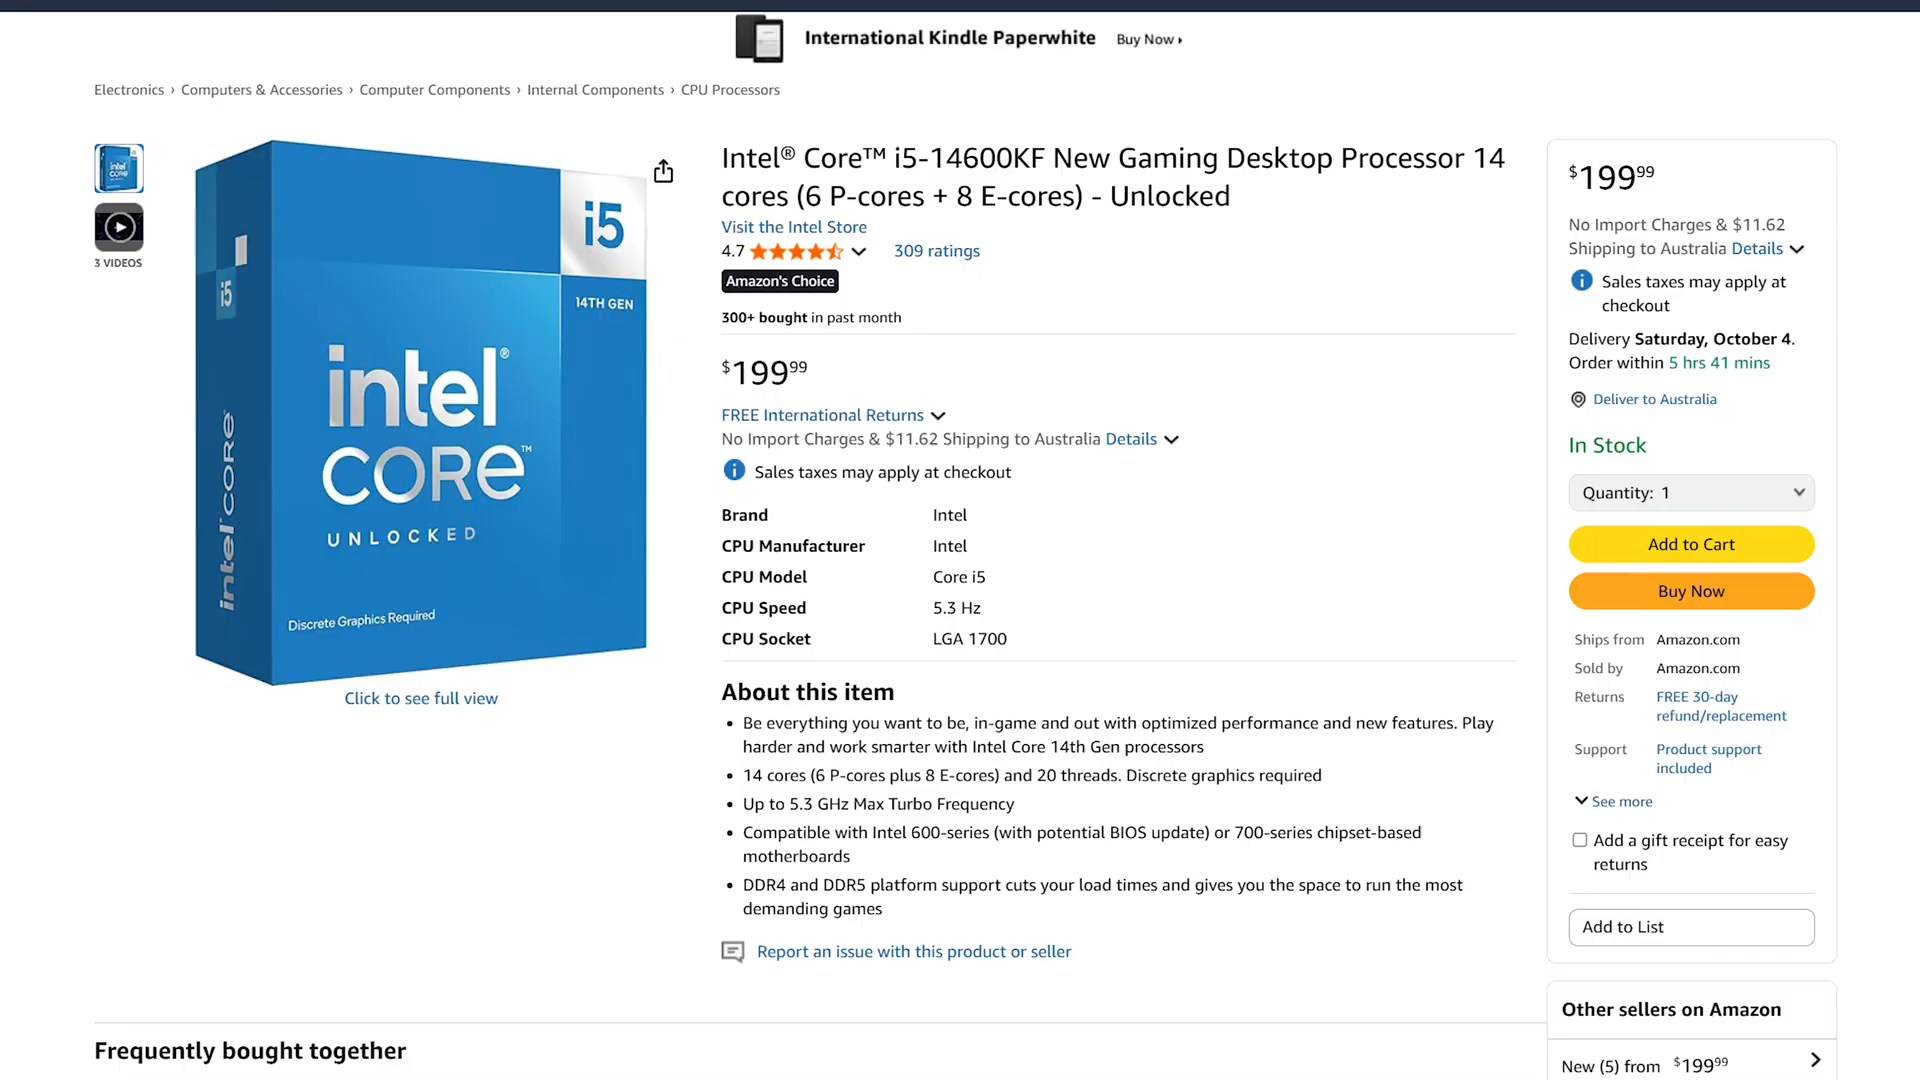 International Kindle Paperwhite Buy Now
Electronics › Computers & Accessories › Computer Components › Internal Components › CPU Processors
3 VIDEOS
i5
i5
14TH GEN
intel®
CORE™
UNLOCKED
intel CORE
Discrete Graphics Required
Click to see full view
Intel® Core™ i5-14600KF New Gaming Desktop Processor 14
cores (6 P-cores + 8 E-cores) - Unlocked
Visit the Intel Store
4.7 309 ratings
Amazon's Choice
300+ bought in past month
$199 99
FREE International Returns
No Import Charges & $11.62 Shipping to Australia Details
Sales taxes may apply at checkout
Brand Intel
CPU Manufacturer Intel
CPU Model Core i5
CPU Speed 5.3 Hz
CPU Socket LGA 1700
About this item
• Be everything you want to be, in-game and out with optimized performance and new features. Play
harder and work smarter with Intel Core 14th Gen processors
• 14 cores (6 P-cores plus 8 E-cores) and 20 threads. Discrete graphics required
• Up to 5.3 GHz Max Turbo Frequency
• Compatible with Intel 600-series (with potential BIOS update) or 700-series chipset-based
motherboards
• DDR4 and DDR5 platform support cuts your load times and gives you the space to run the most
demanding games
Report an issue with this product or seller
$199 99
No Import Charges & $11.62
Shipping to Australia Details
Sales taxes may apply at
checkout
Delivery Saturday, October 4.
Order within 5 hrs 41 mins
Deliver to Australia
In Stock
Quantity: 1
Add to Cart
Buy Now
Ships from Amazon.com
Sold by Amazon.com
Returns FREE 30-day
refund/replacement
Support Product support
included
See more
Add a gift receipt for easy
returns
Add to List
Other sellers on Amazon
New (5) from $199 99
Frequently bought together